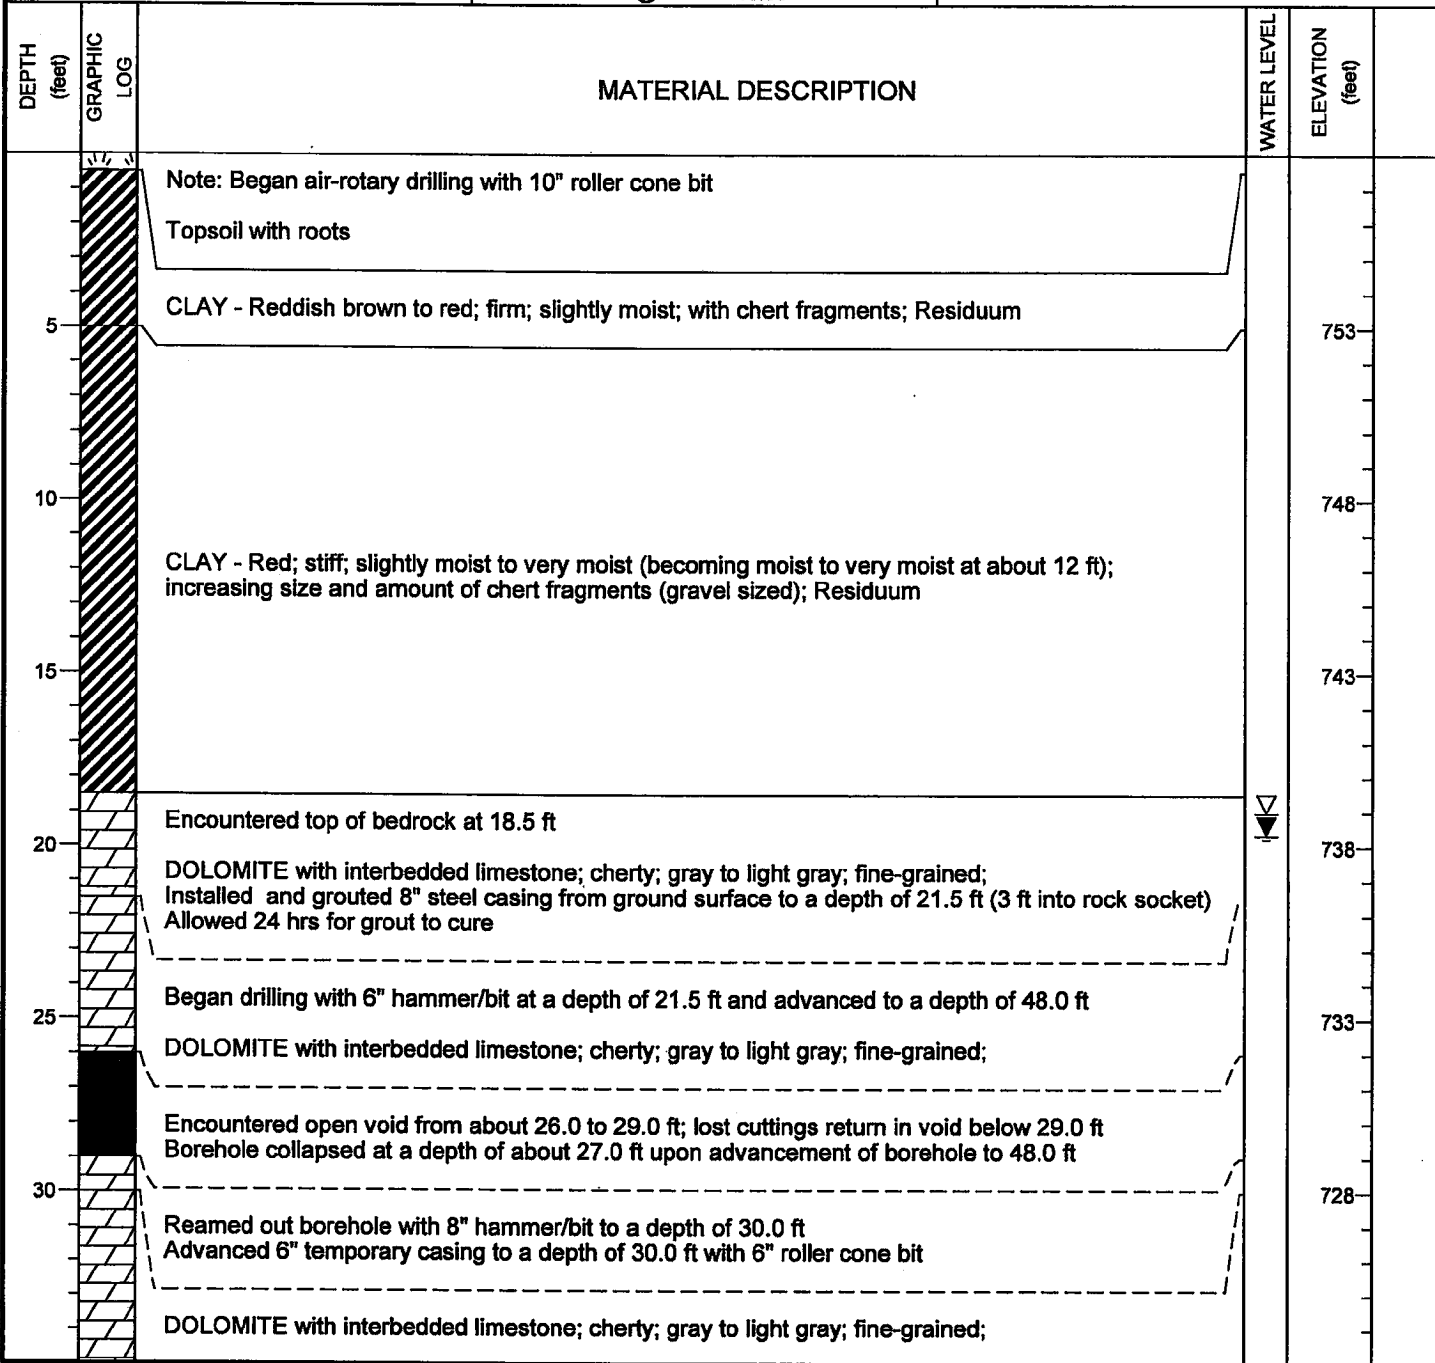 DEPTH
(feet)
GRAPHIC
LOG
MATERIAL DESCRIPTION
WATER LEVEL
ELEVATION
(feet)
Note: Began air-rotary drilling with 10" roller cone bit
Topsoil with roots
CLAY - Reddish brown to red; firm; slightly moist; with chert fragments; Residuum
5
753
10
748
CLAY - Red; stiff; slightly moist to very moist (becoming moist to very moist at about 12 ft);
increasing size and amount of chert fragments (gravel sized); Residuum
15
743
Encountered top of bedrock at 18.5 ft
20
738
DOLOMITE with interbedded limestone; cherty; gray to light gray; fine-grained;
Installed and grouted 8" steel casing from ground surface to a depth of 21.5 ft (3 ft into rock socket)
Allowed 24 hrs for grout to cure
Began drilling with 6" hammer/bit at a depth of 21.5 ft and advanced to a depth of 48.0 ft
25
733
DOLOMITE with interbedded limestone; cherty; gray to light gray; fine-grained;
Encountered open void from about 26.0 to 29.0 ft; lost cuttings return in void below 29.0 ft
Borehole collapsed at a depth of about 27.0 ft upon advancement of borehole to 48.0 ft
30
728
Reamed out borehole with 8" hammer/bit to a depth of 30.0 ft
Advanced 6" temporary casing to a depth of 30.0 ft with 6" roller cone bit
DOLOMITE with interbedded limestone; cherty; gray to light gray; fine-grained;